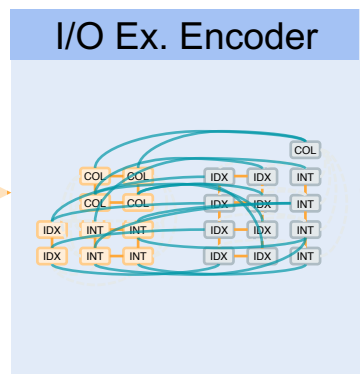 I/O Ex. Encoder
COL
COL COL IDX IDX INT
COL COL IDX IDX INT
IDX INT INT IDX IDX INT
IDX INT INT IDX IDX INT